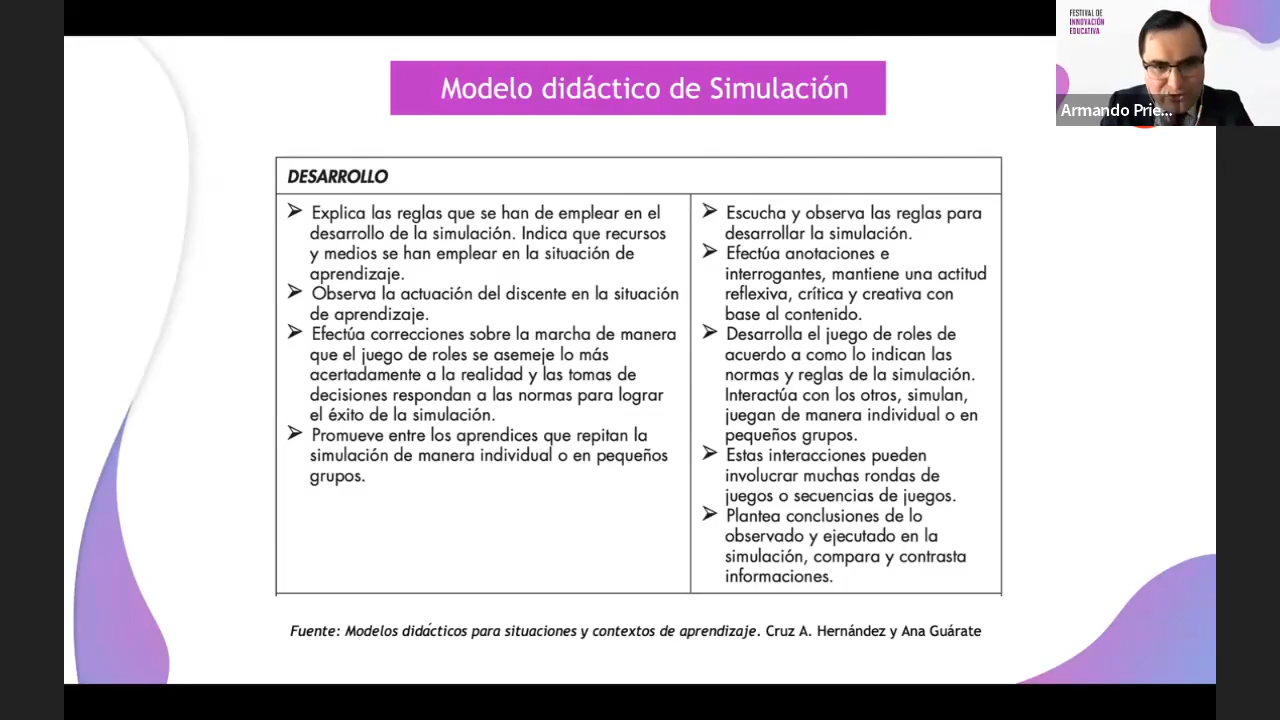 FESTIVAL DE
INNOVACIÓN
EDUCATIVA
Armando Prie...
Modelo didáctico de Simulación
DESARROLLO
➢ Explica las reglas que se han de emplear en el
desarrollo de la simulación. Indica que recursos
y medios se han emplear en la situación de
aprendizaje.
➢ Observa la actuación del discente en la situación
de aprendizaje.
➢ Efectúa correcciones sobre la marcha de manera
que el juego de roles se asemeje lo más
acertadamente a la realidad y las tomas de
decisiones respondan a las normas para lograr
el éxito de la simulación.
➢ Promueve entre los aprendices que repitan la
simulación de manera individual o en pequeños
grupos.
➢ Escucha y observa las reglas para
desarrollar la simulación.
➢ Efectúa anotaciones e
interrogantes, mantiene una actitud
reflexiva, crítica y creativa con
base al contenido.
➢ Desarrolla el juego de roles de
acuerdo a como lo indican las
normas y reglas de la simulación.
Interactúa con los otros, simulan,
juegan de manera individual o en
pequeños grupos.
➢ Estas interacciones pueden
involucrar muchas rondas de
juegos o secuencias de juegos.
➢ Plantea conclusiones de lo
observado y ejecutado en la
simulación, compara y contrasta
informaciones.
Fuente: Modelos didácticos para situaciones y contextos de aprendizaje. Cruz A. Hernández y Ana Guárate